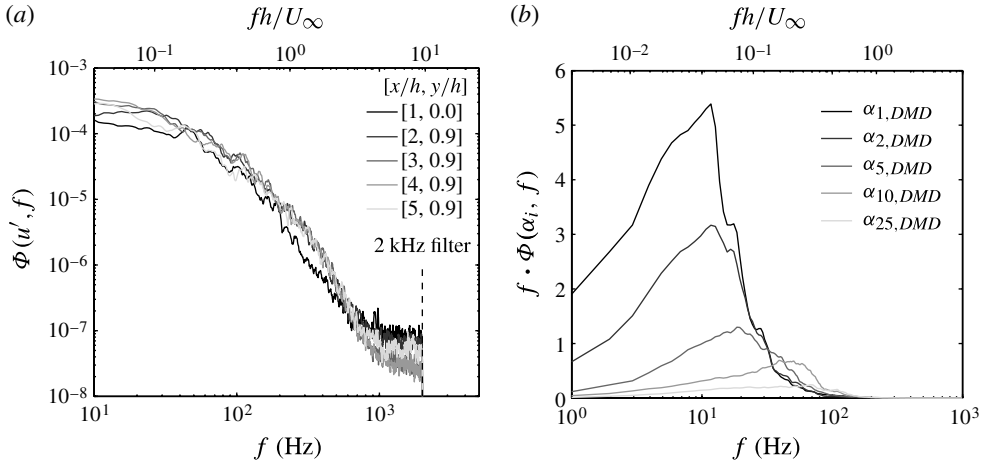 (a)
fh/U∞
10⁻¹ 10⁰ 10¹
10⁻³
10⁻⁴
10⁻⁵
10⁻⁶
10⁻⁷
10⁻⁸
Φ(u′, f)
[x/h, y/h]
[1, 0.0]
[2, 0.9]
[3, 0.9]
[4, 0.9]
[5, 0.9]
2 kHz filter
10¹ 10² 10³
f (Hz)
(b)
fh/U∞
10⁻² 10⁻¹ 10⁰
6
5
4
3
2
1
0
f • Φ(αᵢ, f)
α1,DMD
α2,DMD
α5,DMD
α10,DMD
α25,DMD
10⁰ 10¹ 10² 10³
f (Hz)